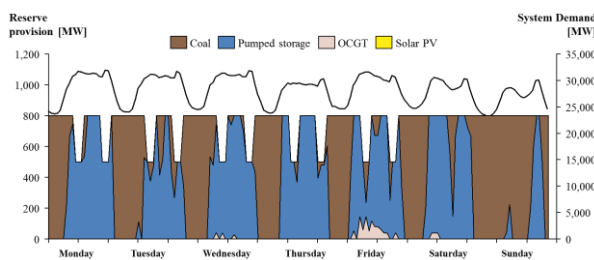 Reserve
provision [MW]
System Demand
[MW]
Coal Pumped storage OCGT Solar PV
1,200
1,000
800
600
400
200
0
35,000
30,000
25,000
20,000
15,000
10,000
5,000
0
Monday Tuesday Wednesday Thursday Friday Saturday Sunday